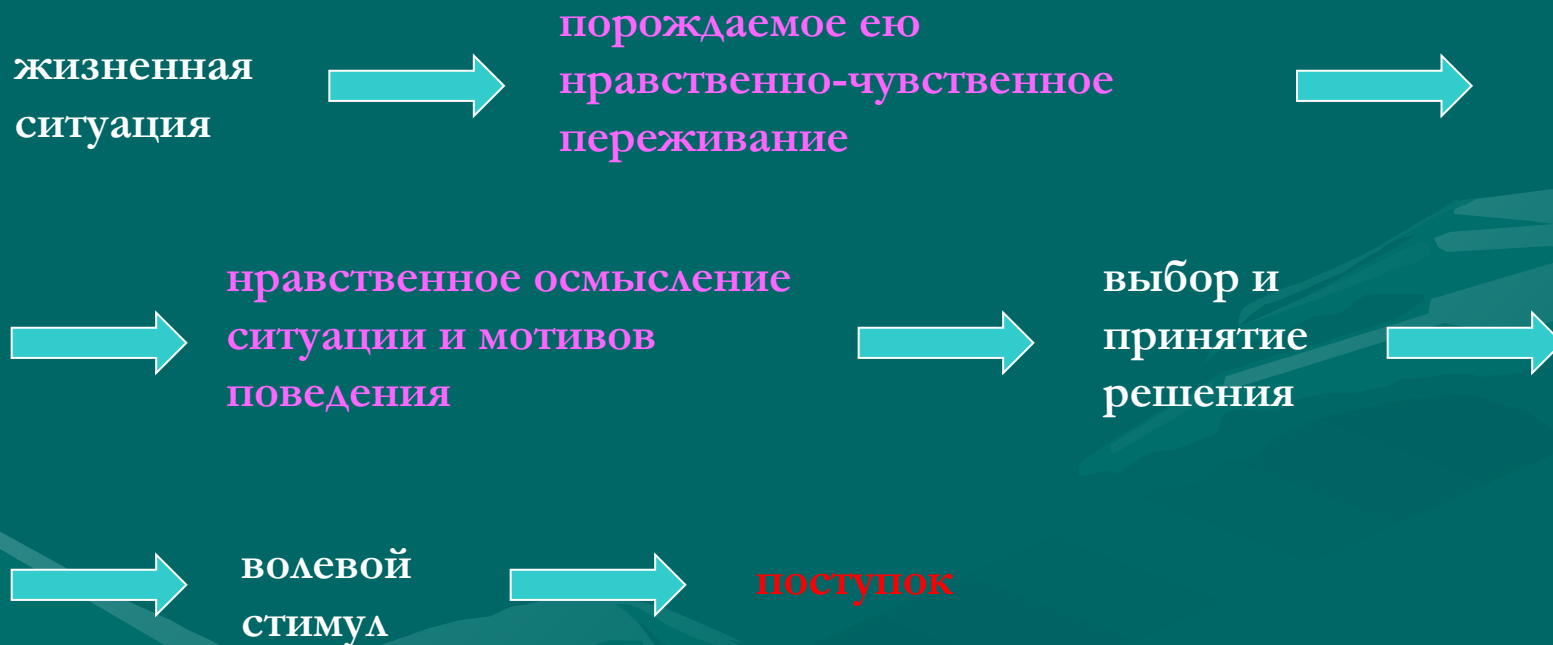 жизненная
ситуация
порождаемое ею
нравственно-чувственное
переживание
нравственное осмысление
ситуации и мотивов
поведения
выбор и
принятие
решения
волевой
стимул
поступок